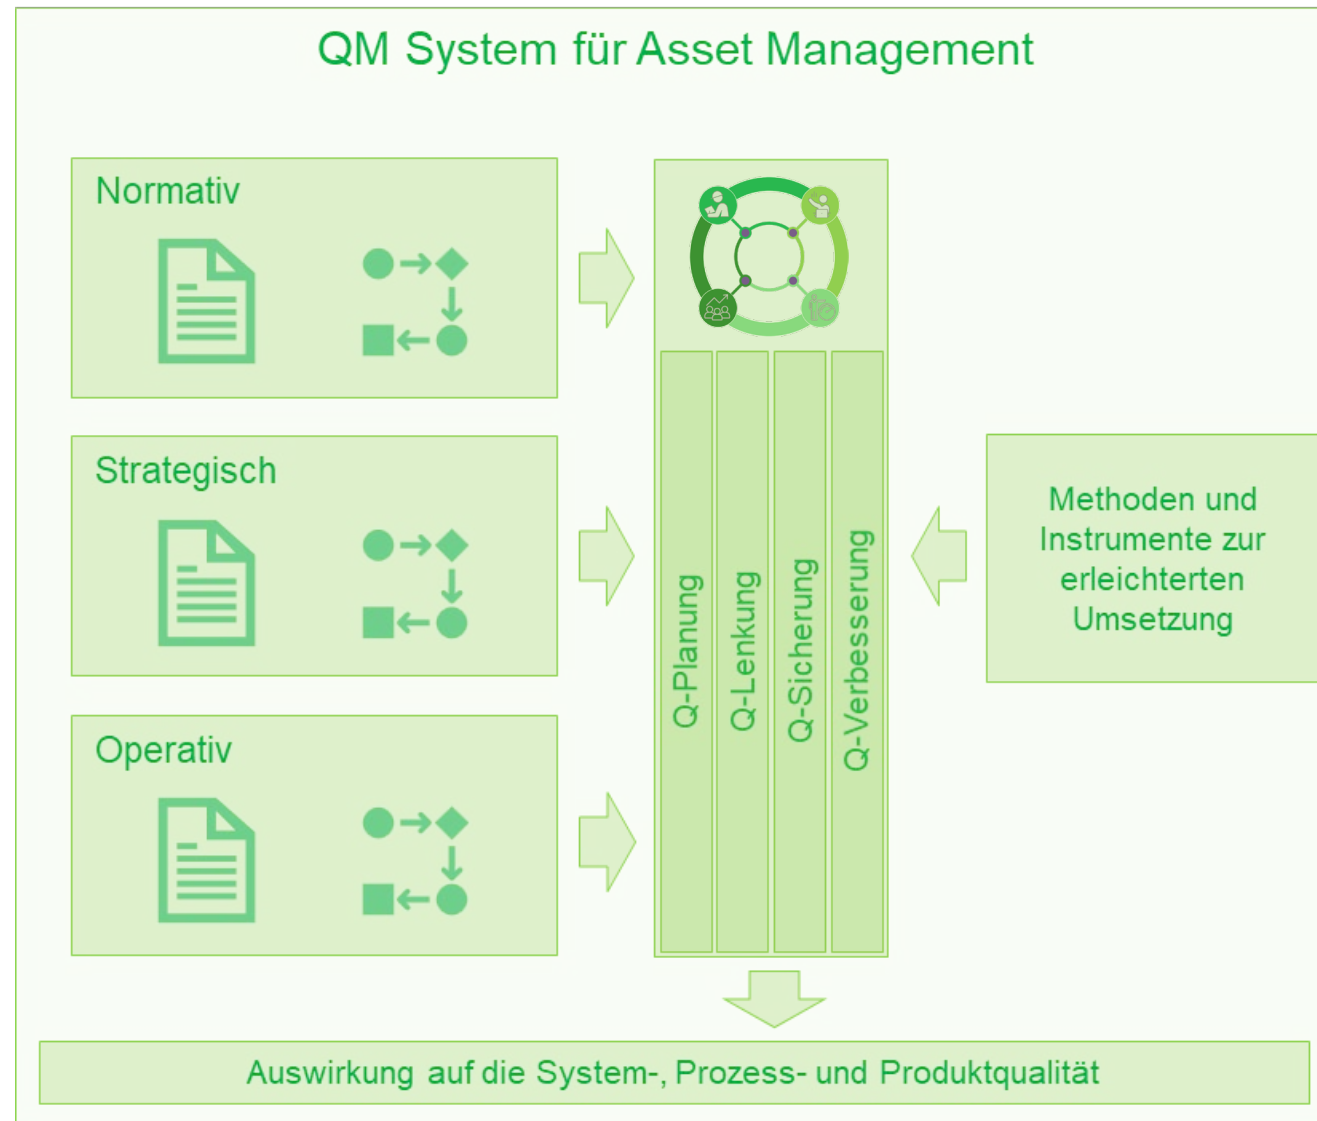 QM System für Asset Management
Normativ
Strategisch
Operativ
Q-Planung
Q-Lenkung
Q-Sicherung
Q-Verbesserung
Methoden und
Instrumente zur
erleichterten
Umsetzung
Auswirkung auf die System-, Prozess- und Produktqualität